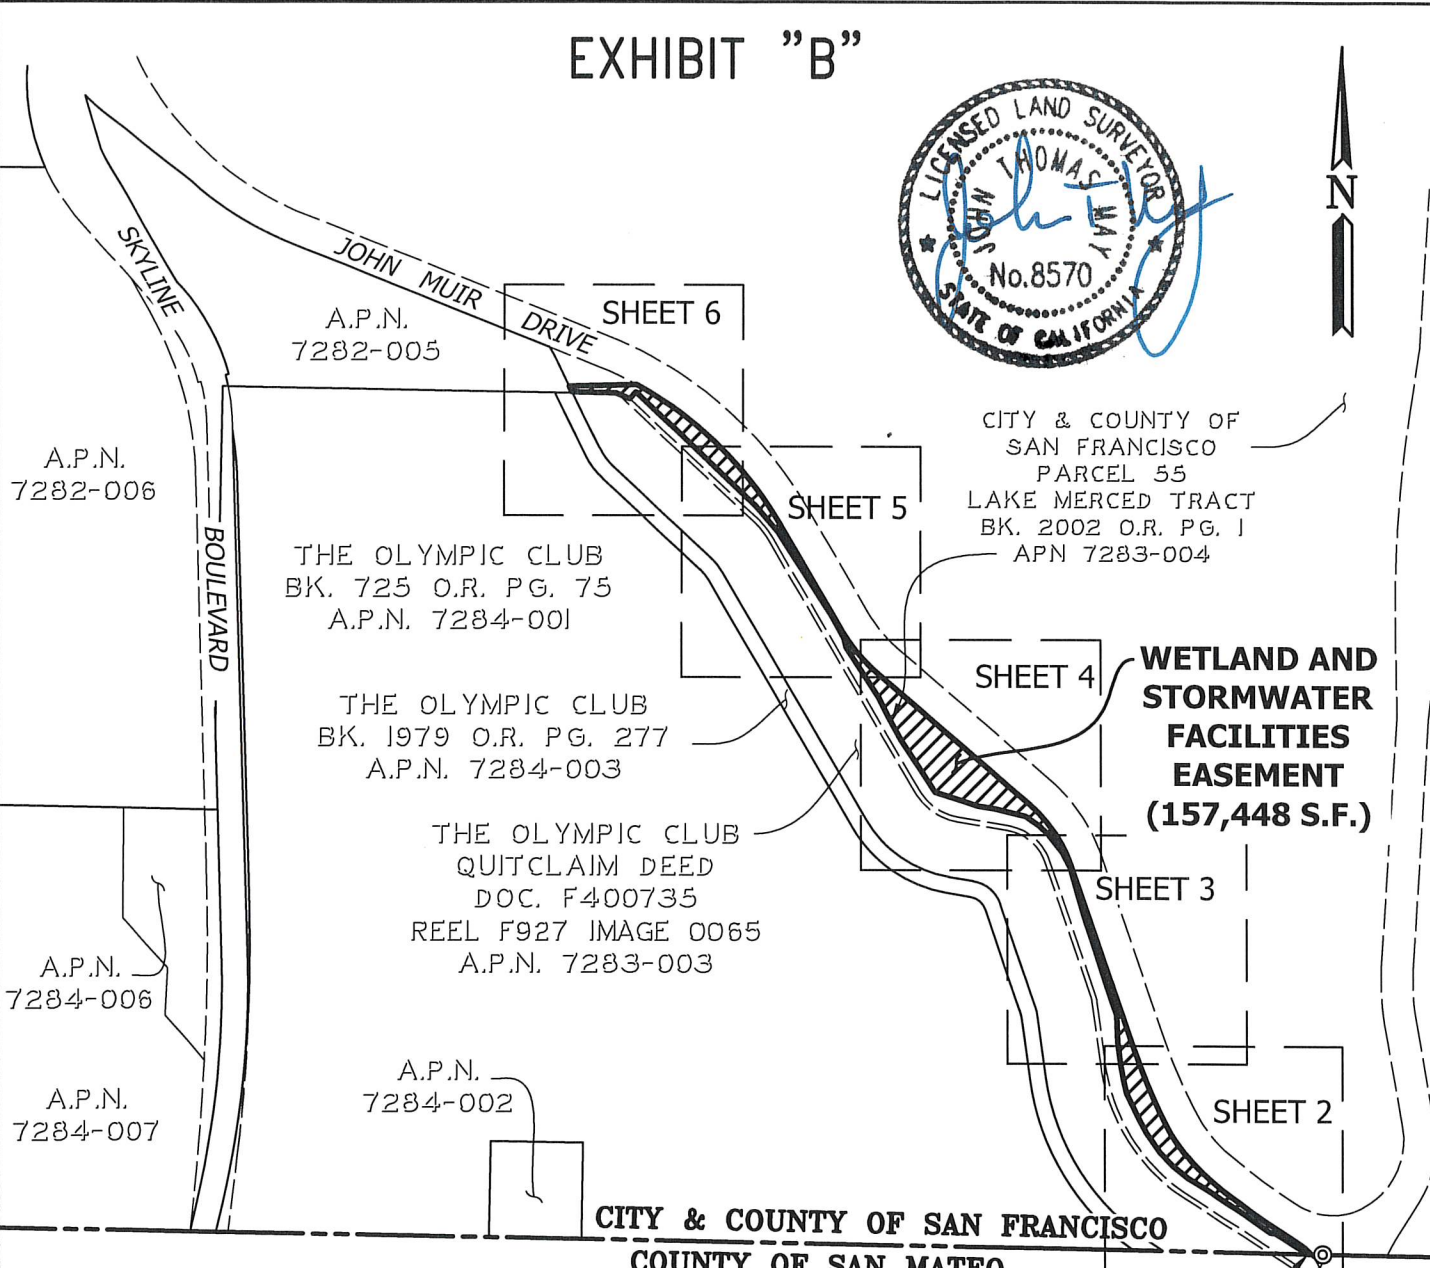 EXHIBIT "B"
LICENSED LAND SURVEYOR
JOHN THOMAS MAY
No.8570
STATE OF CALIFORNIA
N
SKYLINE
BOULEVARD
JOHN MUIR DRIVE
SHEET 6
A.P.N.
7282-005
CITY & COUNTY OF
SAN FRANCISCO
PARCEL 55
LAKE MERCED TRACT
BK. 2002 O.R. PG. 1
APN 7283-004
A.P.N.
7282-006
SHEET 5
THE OLYMPIC CLUB
BK. 725 O.R. PG. 75
A.P.N. 7284-001
SHEET 4
WETLAND AND
STORMWATER
FACILITIES
EASEMENT
(157,448 S.F.)
THE OLYMPIC CLUB
BK. 1979 O.R. PG. 277
A.P.N. 7284-003
THE OLYMPIC CLUB
QUITCLAIM DEED
DOC. F400735
REEL F927 IMAGE 0065
A.P.N. 7283-003
SHEET 3
A.P.N.
7284-006
A.P.N.
7284-002
A.P.N.
7284-007
SHEET 2
CITY & COUNTY OF SAN FRANCISCO
COUNTY OF SAN MATEO